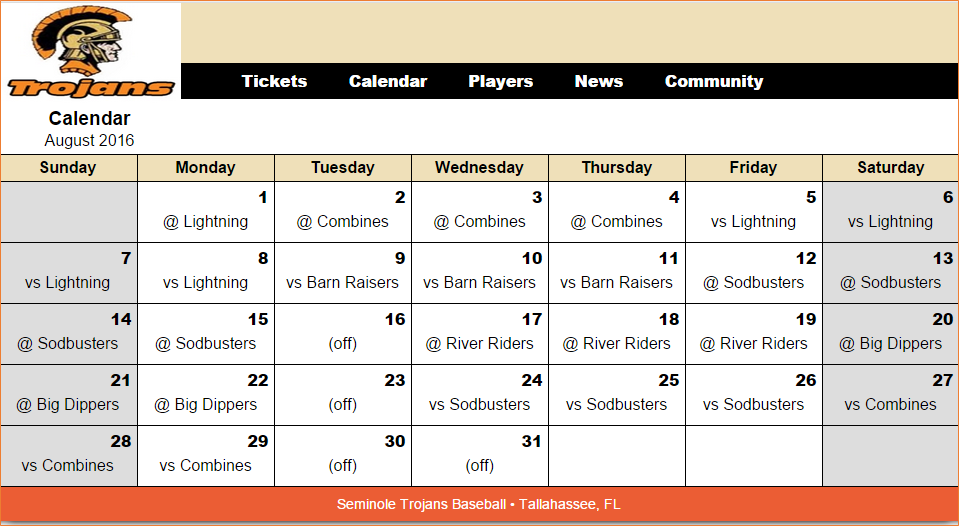 Trojans
Tickets Calendar Players News Community
Calendar
August 2016
Sunday Monday Tuesday Wednesday Thursday Friday Saturday
1 2 3 4 5 6
@ Lightning @ Combines @ Combines @ Combines vs Lightning vs Lightning
7 8 9 10 11 12 13
vs Lightning vs Lightning vs Barn Raisers vs Barn Raisers vs Barn Raisers @ Sodbusters @ Sodbusters
14 15 16 17 18 19 20
@ Sodbusters @ Sodbusters (off) @ River Riders @ River Riders @ River Riders @ Big Dippers
21 22 23 24 25 26 27
@ Big Dippers @ Big Dippers (off) vs Sodbusters vs Sodbusters vs Sodbusters vs Combines
28 29 30 31
vs Combines vs Combines (off) (off)
Seminole Trojans Baseball • Tallahassee, FL